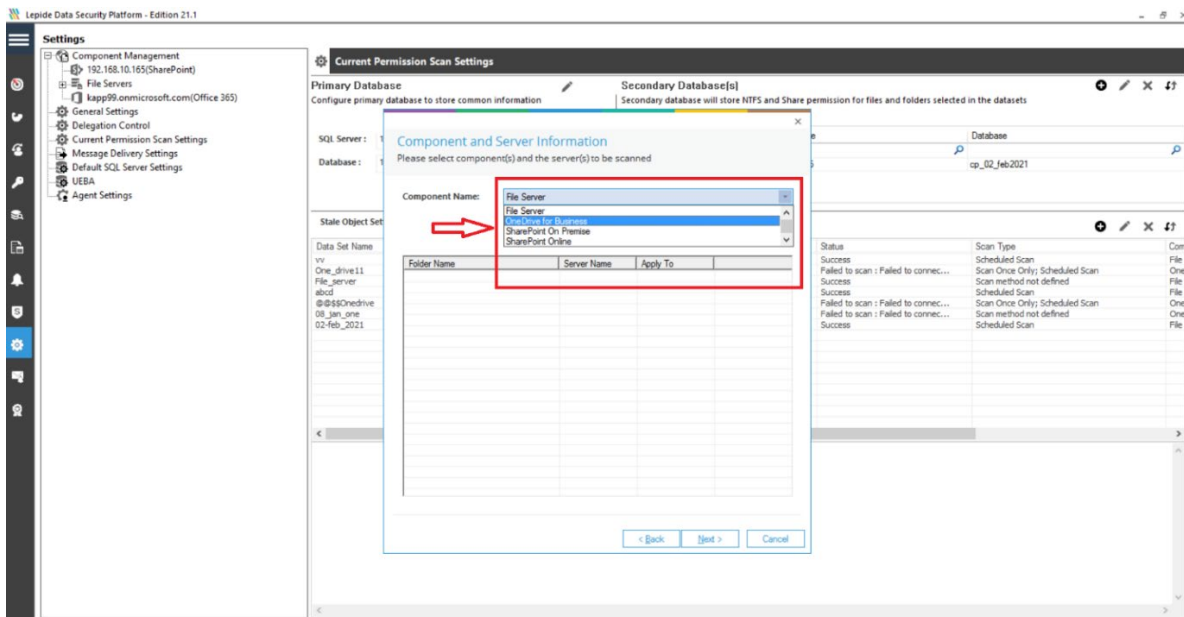 Lepide Data Security Platform - Edition 21.1
Settings
Component Management
192.168.10.165(SharePoint)
File Servers
kapp99.onmicrosoft.com(Office 365)
General Settings
Delegation Control
Current Permission Scan Settings
Message Delivery Settings
Default SQL Server Settings
UEBA
Agent Settings
Current Permission Scan Settings
Primary Database
Configure primary database to store common information
Secondary Database(s)
Secondary database will store NTFS and Share permission for files and folders selected in the datasets
SQL Server :
Database :
Database
cp_02_feb2021
Component and Server Information
Please select component(s) and the server(s) to be scanned
Component Name:
File Server
File Server
OneDrive for Business
SharePoint On Premise
SharePoint Online
Folder Name Server Name Apply To
< Back Next > Cancel
Stale Object Set
Data Set Name Status Scan Type Com
vv Success Scheduled Scan File
One_drive11 Failed to scan : Failed to connec... Scan Once Only; Scheduled Scan One
File_server Success Scan method not defined File
abcd Success Scheduled Scan File
@@$$Onedrive Failed to scan : Failed to connec... Scan Once Only; Scheduled Scan One
08_jan_one Failed to scan : Failed to connec... Scan method not defined One
02-feb_2021 Success Scheduled Scan File